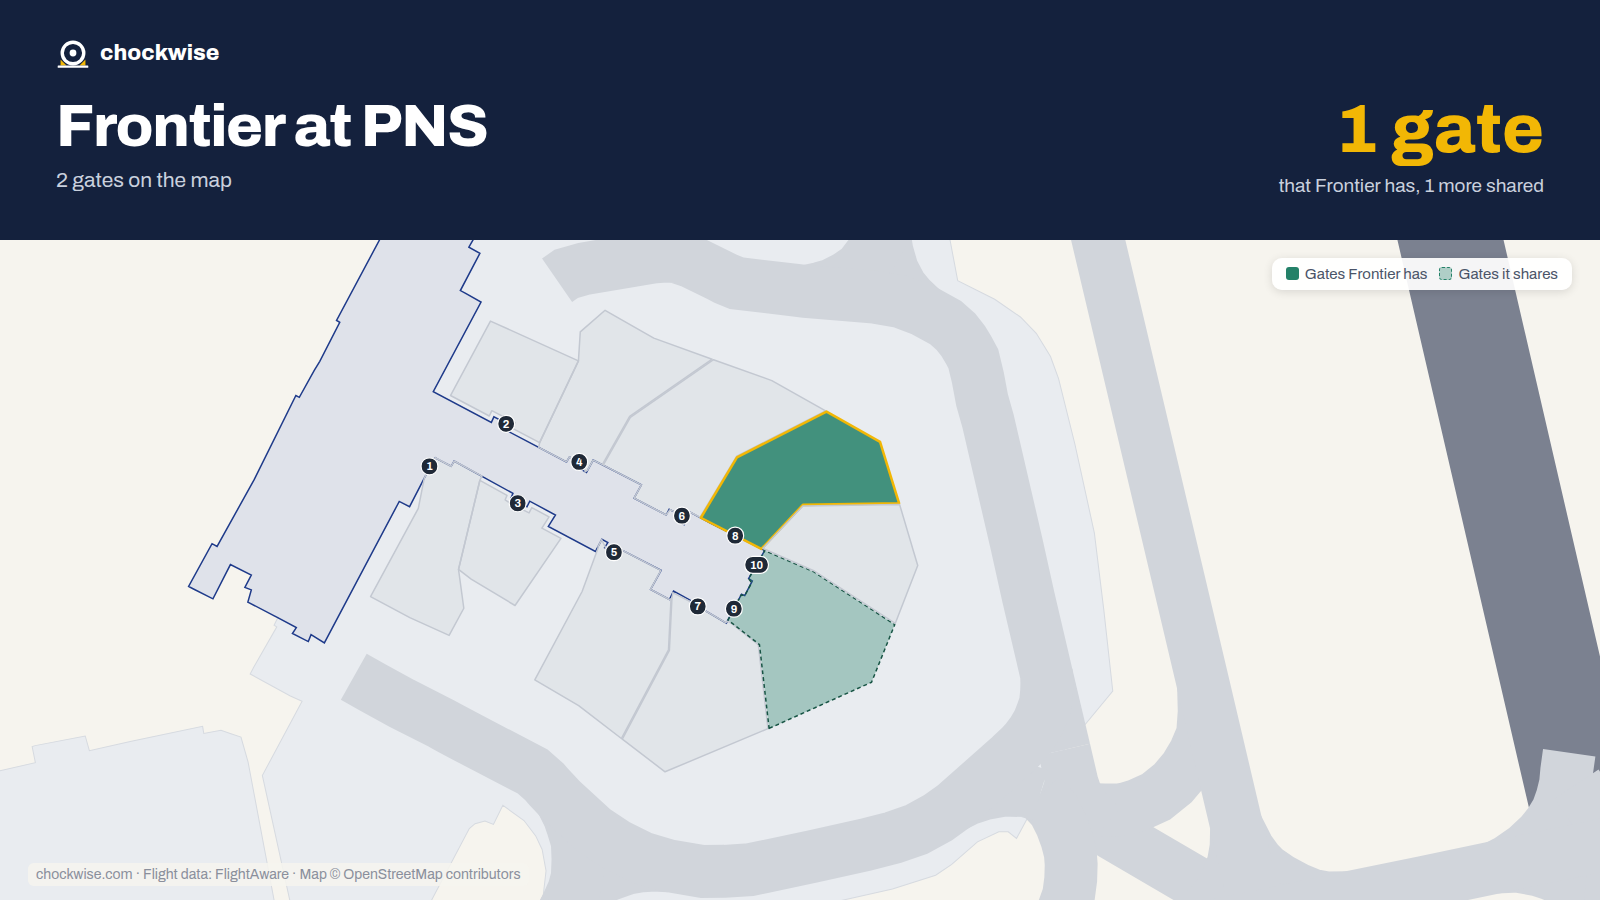 chockwise
Frontier at PNS
2 gates on the map
1 gate
that Frontier has, 1 more shared
Gates Frontier has
Gates it shares
2
4
1
3
6
8
5
10
7
9
chockwise.com · Flight data: FlightAware · Map © OpenStreetMap contributors